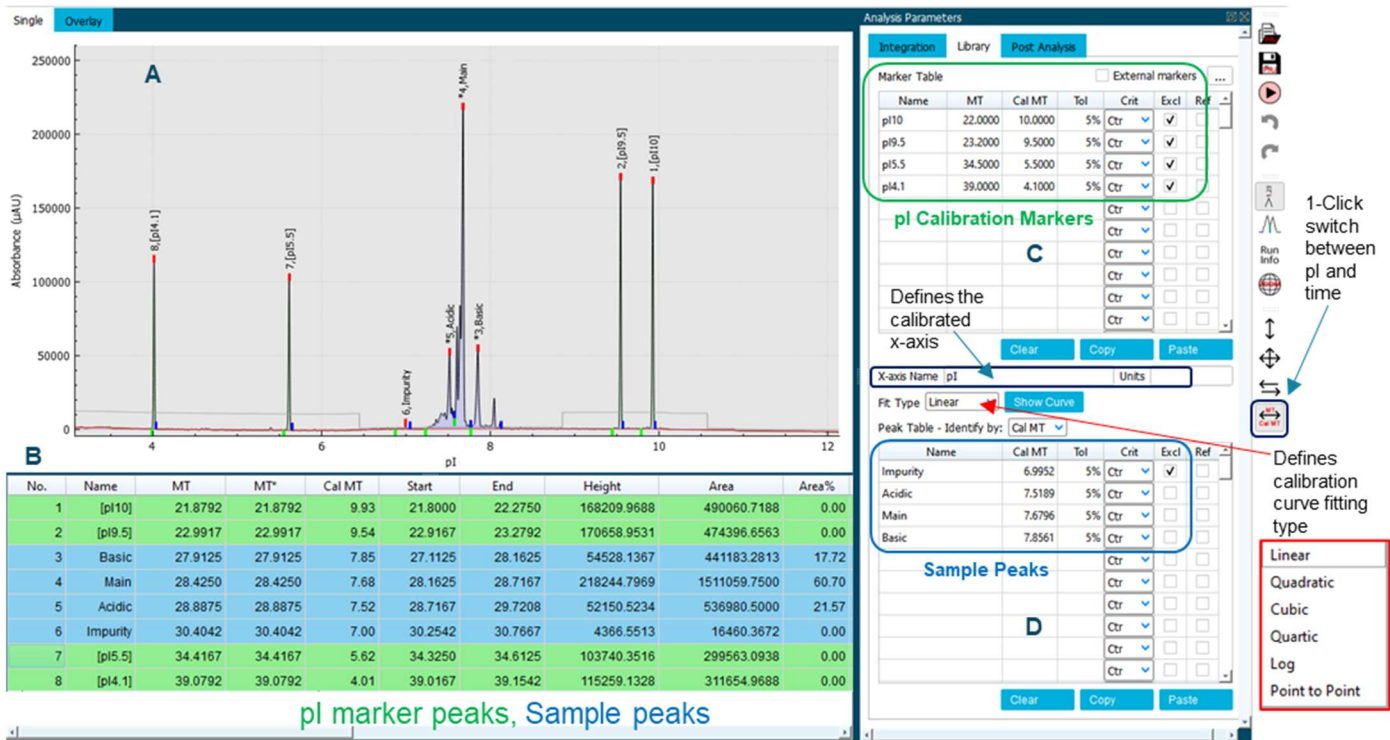 Single Overlay
A
Absorbance (µAU)
250000
200000
150000
100000
50000
0
8,[pI4.1]
7,[pI5.5]
6,Impurity
*5,Acidic
*4,Main
*3,Basic
2,[pI9.5]
1,[pI10]
4 6 8 10 12
pI
B
No. Name MT MT* Cal MT Start End Height Area Area%
1 [pI10] 21.8792 21.8792 9.93 21.8000 22.2750 168209.9688 490060.7188 0.00
2 [pI9.5] 22.9917 22.9917 9.54 22.9167 23.2792 170658.9531 474396.6563 0.00
3 Basic 27.9125 27.9125 7.85 27.1125 28.1625 54528.1367 441183.2813 17.72
4 Main 28.4250 28.4250 7.68 28.1625 28.7167 218244.7969 1511059.7500 60.70
5 Acidic 28.8875 28.8875 7.52 28.7167 29.7208 52150.5234 536980.5000 21.57
6 Impurity 30.4042 30.4042 7.00 30.2542 30.7667 4366.5513 16460.3672 0.00
7 [pI5.5] 34.4167 34.4167 5.62 34.3250 34.6125 103740.3516 299563.0938 0.00
8 [pI4.1] 39.0792 39.0792 4.01 39.0167 39.1542 115259.1328 311654.9688 0.00
pI marker peaks, Sample peaks
Analysis Parameters
Integration Library Post Analysis
Marker Table External markers ...
Name MT Cal MT Tol Crit Excl Ref
pI10 22.0000 10.0000 5% Ctr
pI9.5 23.2000 9.5000 5% Ctr
pI5.5 34.5000 5.5000 5% Ctr
pI4.1 39.0000 4.1000 5% Ctr
Ctr
pI Calibration Markers
Ctr
C
Ctr
Ctr
Ctr
Ctr
Defines the
calibrated
x-axis
Clear Copy Paste
X-axis Name pI Units
Fit Type Linear Show Curve
Peak Table - Identify by: Cal MT
Name Cal MT Tol Crit Excl Ref
Impurity 6.9952 5% Ctr
Acidic 7.5189 5% Ctr
Main 7.6796 5% Ctr
Basic 7.8561 5% Ctr
Ctr
Sample Peaks
Ctr
Ctr
D
Ctr
Ctr
Ctr
Clear Copy Paste
Run
Info
MT
Cal MT
1-Click
switch
between
pI and
time
Defines
calibration
curve fitting
type
Linear
Quadratic
Cubic
Quartic
Log
Point to Point